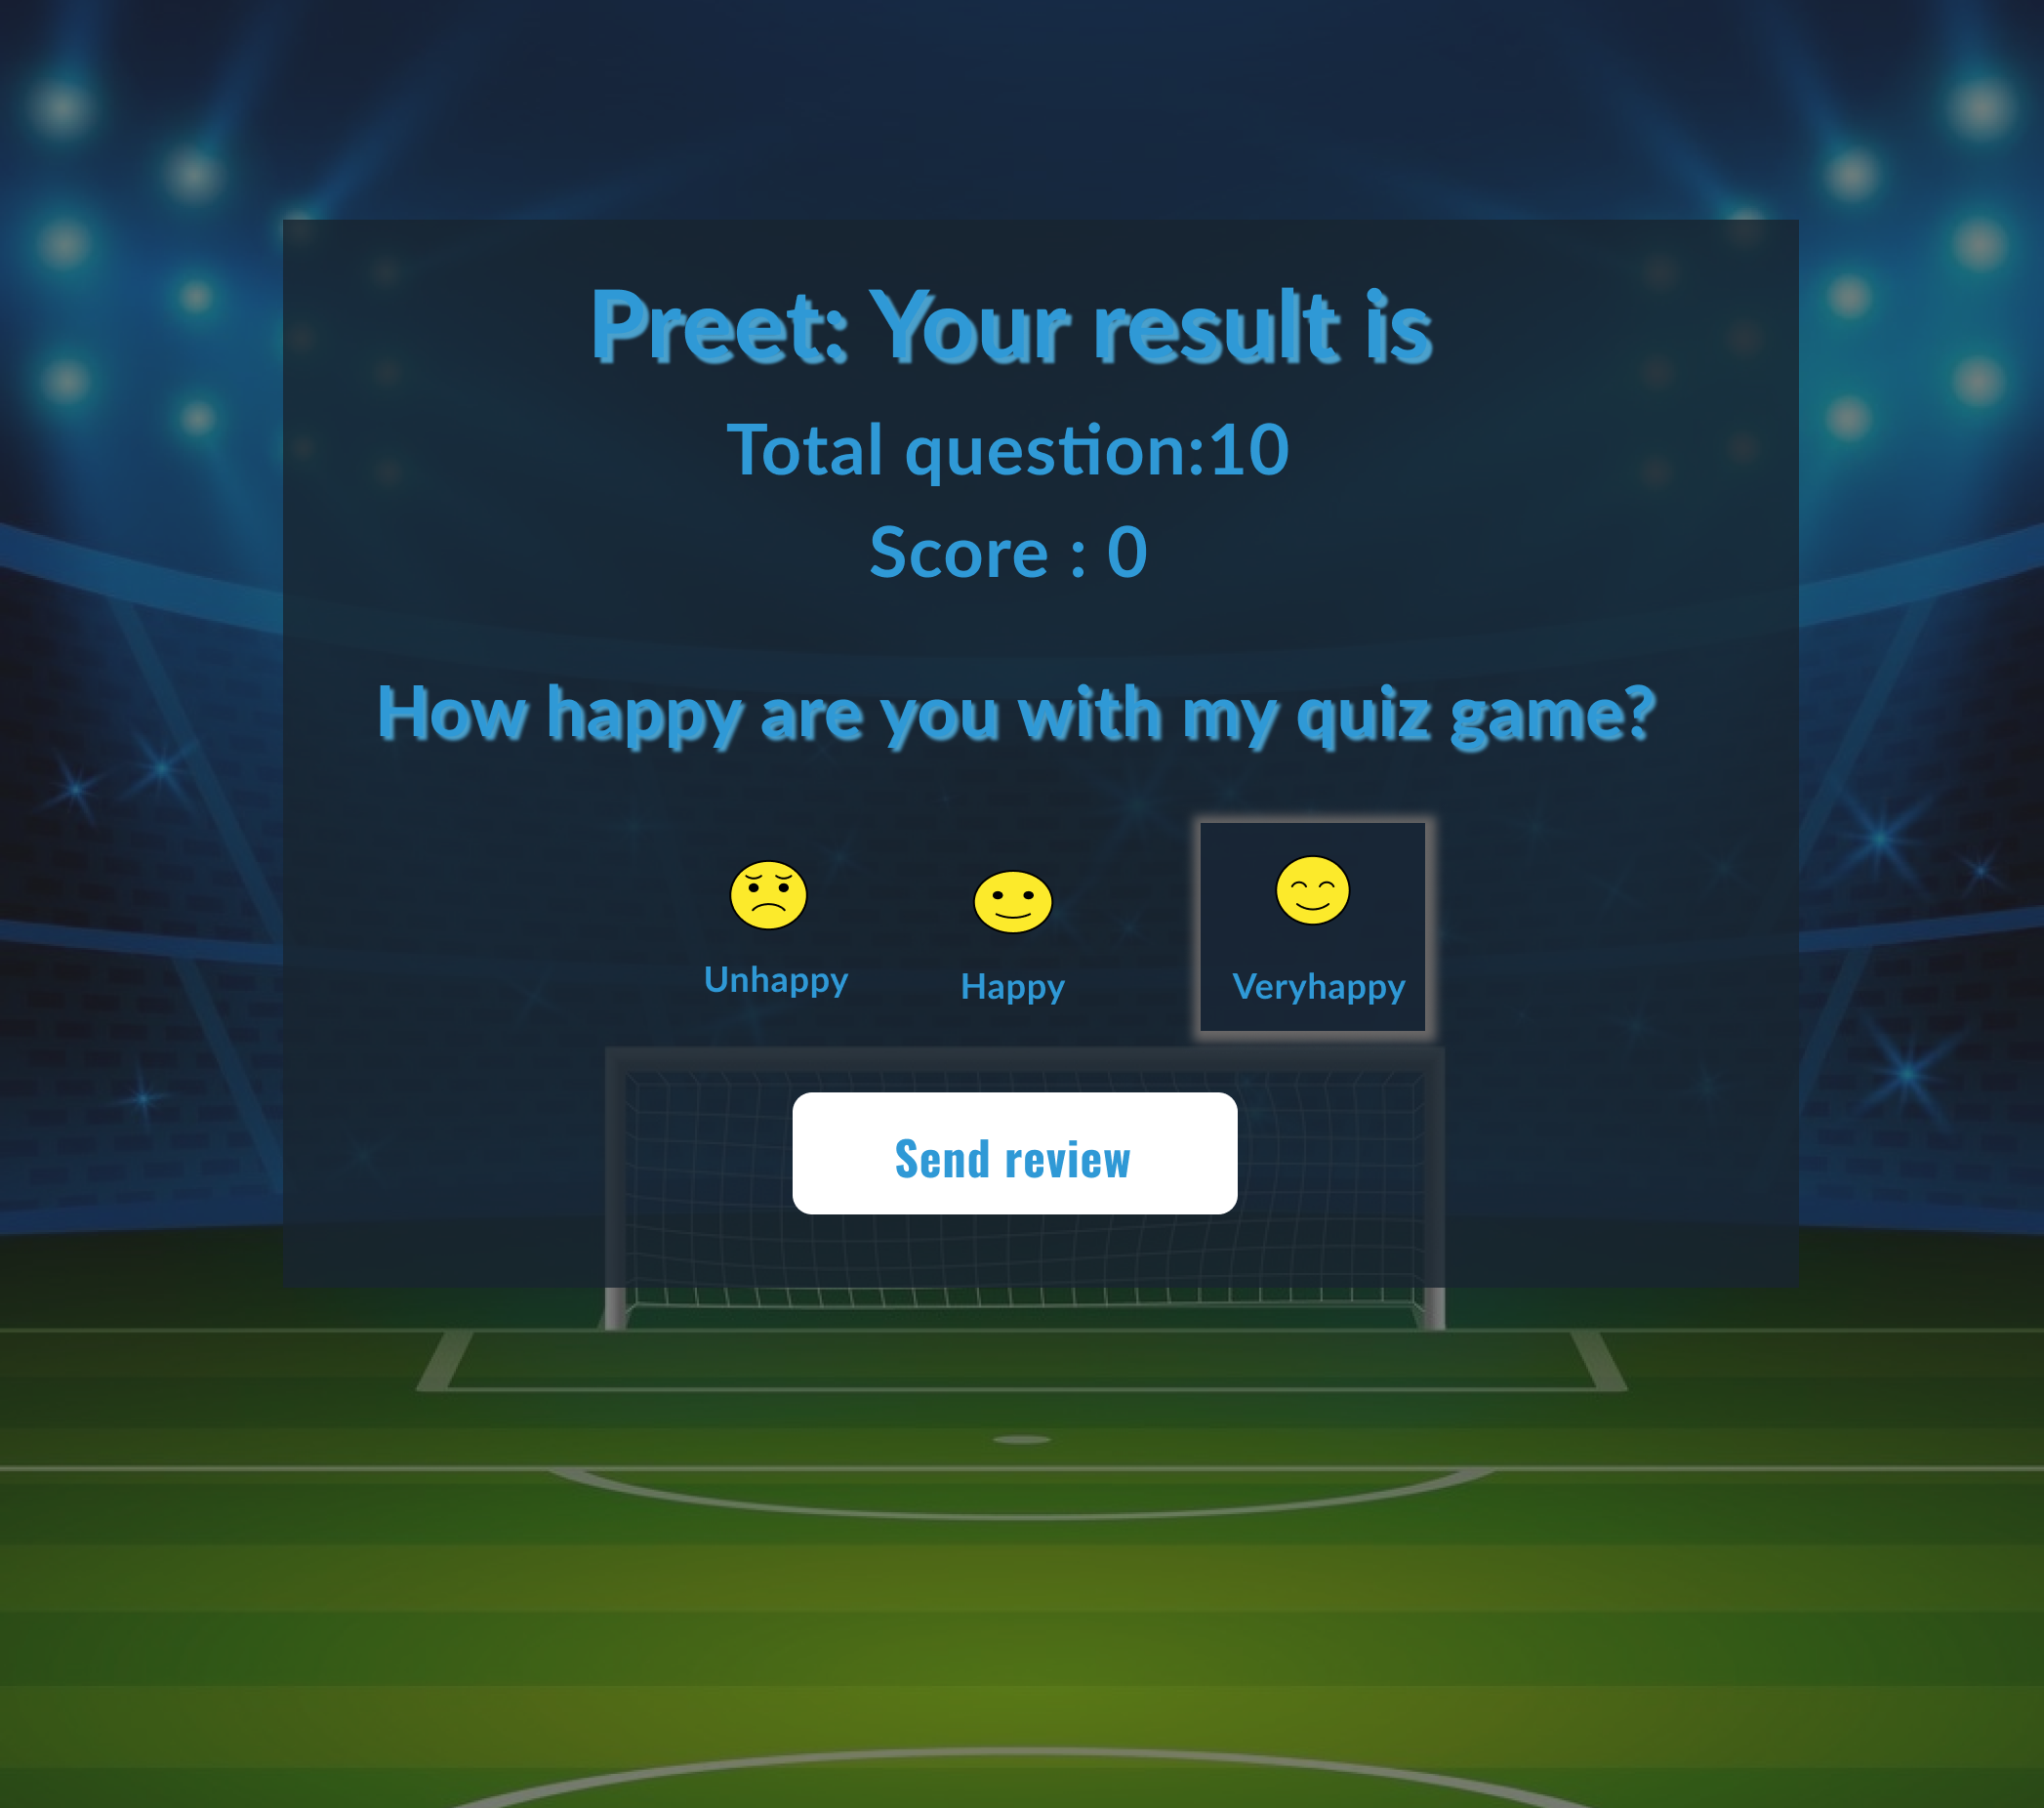 Preet: Your result is
Total question:10
Score : 0
How happy are you with my quiz game?
Unhappy
Happy
Veryhappy
Send review